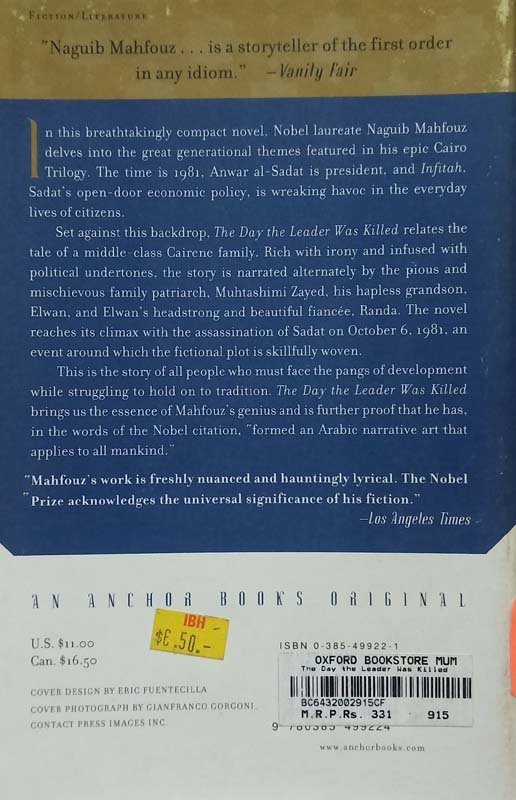 FICTION/LITERATURE
"Naguib Mahfouz . . . is a storyteller of the first order
in any idiom." —Vanity Fair
In this breathtakingly compact novel, Nobel laureate Naguib Mahfouz
delves into the great generational themes featured in his epic Cairo
Trilogy. The time is 1981, Anwar al-Sadat is president, and Infitah,
Sadat's open-door economic policy, is wreaking havoc in the everyday
lives of citizens.
Set against this backdrop, The Day the Leader Was Killed relates the
tale of a middle-class Cairene family. Rich with irony and infused with
political undertones, the story is narrated alternately by the pious and
mischievous family patriarch, Muhtashimi Zayed, his hapless grandson,
Elwan, and Elwan's headstrong and beautiful fiancée, Randa. The novel
reaches its climax with the assassination of Sadat on October 6, 1981, an
event around which the fictional plot is skillfully woven.
This is the story of all people who must face the pangs of development
while struggling to hold on to tradition. The Day the Leader Was Killed
brings us the essence of Mahfouz's genius and is further proof that he has,
in the words of the Nobel citation, "formed an Arabic narrative art that
applies to all mankind."
"Mahfouz's work is freshly nuanced and hauntingly lyrical. The Nobel
Prize acknowledges the universal significance of his fiction."
—Los Angeles Times
AN ANCHOR BOOKS ORIGINAL
IBH
50.-
U.S. $11.00
Can. $16.50
ISBN 0-385-49922-1
OXFORD BOOKSTORE MUM
The Day the Leader Was Killed
BC6432002915CF
M.R.P.Rs. 331 915
9 780385 499224
COVER DESIGN BY ERIC FUENTECILLA
COVER PHOTOGRAPH BY GIANFRANCO GORGONI,
CONTACT PRESS IMAGES INC.
www.anchorbooks.com